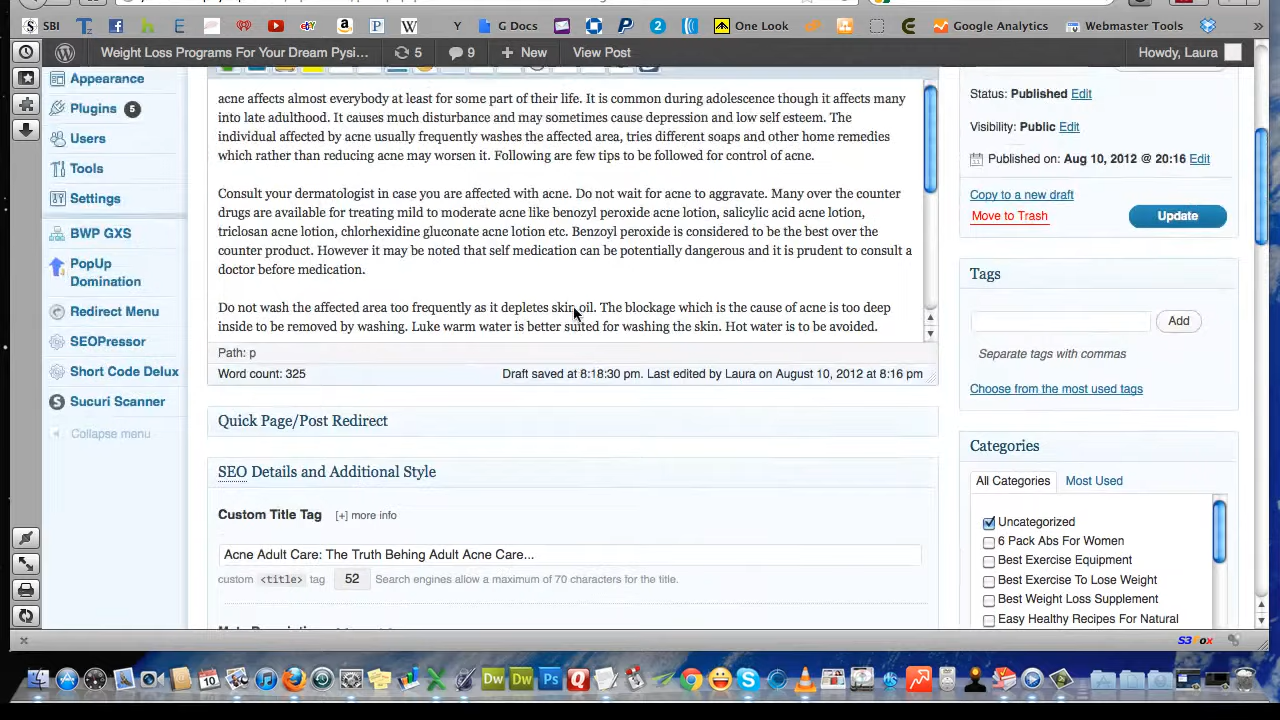 SBI
G Docs
Y
2
One Look
Google Analytics
Webmaster Tools
Weight Loss Programs For Your Dream Pysi...
5
9
New
View Post
Howdy, Laura
Appearance
Plugins 5
Users
Tools
Settings
BWP GXS
PopUp
Domination
Redirect Menu
SEOPressor
Short Code Delux
Sucuri Scanner
Collapse menu
acne affects almost everybody at least for some part of their life. It is common during adolescence though it affects many
into late adulthood. It causes much disturbance and may sometimes cause depression and low self esteem. The
individual affected by acne usually frequently washes the affected area, tries different soaps and other home remedies
which rather than reducing acne may worsen it. Following are few tips to be followed for control of acne.
Consult your dermatologist in case you are affected with acne. Do not wait for acne to aggravate. Many over the counter
drugs are available for treating mild to moderate acne like benzoyl peroxide acne lotion, salicylic acid acne lotion,
triclosan acne lotion, chlorhexidine gluconate acne lotion etc. Benzoyl peroxide is considered to be the best over the
counter product. However it may be noted that self medication can be potentially dangerous and it is prudent to consult a
doctor before medication.
Do not wash the affected area too frequently as it depletes skin oil. The blockage which is the cause of acne is too deep
inside to be removed by washing. Luke warm water is better suited for washing the skin. Hot water is to be avoided.
Path: p
Word count: 325
Draft saved at 8:18:30 pm. Last edited by Laura on August 10, 2012 at 8:16 pm
Quick Page/Post Redirect
SEO Details and Additional Style
Custom Title Tag [+] more info
Acne Adult Care: The Truth Behing Adult Acne Care...
custom <title> tag 52 Search engines allow a maximum of 70 characters for the title.
Status: Published Edit
Visibility: Public Edit
Published on: Aug 10, 2012 @ 20:16 Edit
Copy to a new draft
Move to Trash
Update
Tags
Add
Separate tags with commas
Choose from the most used tags
Categories
All Categories
Most Used
Uncategorized
6 Pack Abs For Women
Best Exercise Equipment
Best Exercise To Lose Weight
Best Weight Loss Supplement
Easy Healthy Recipes For Natural
S3Fox
Dw
Dw
Ps